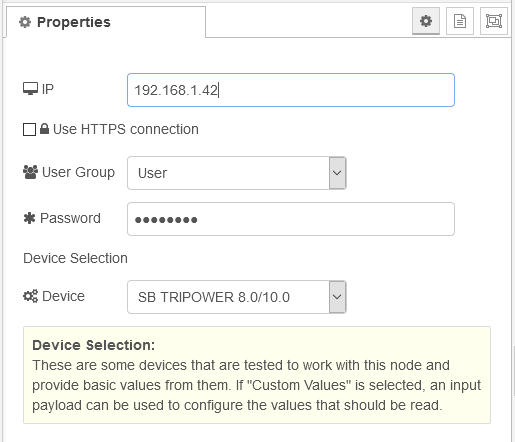 Properties
IP 192.168.1.42
Use HTTPS connection
User Group User
Password ••••••••
Device Selection
Device SB TRIPOWER 8.0/10.0
Device Selection:
These are some devices that are tested to work with this node and
provide basic values from them. If "Custom Values" is selected, an input
payload can be used to configure the values that should be read.